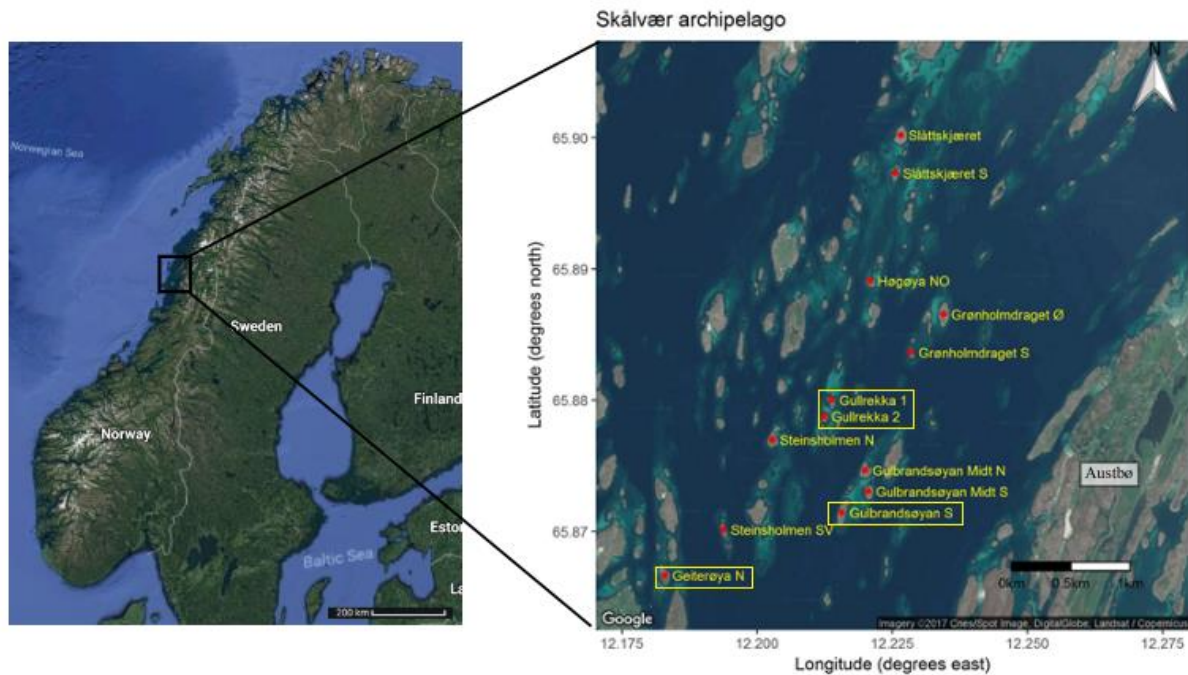 Skålvær archipelago
Norwegian Sea
Sweden
Finland
Norway
Baltic Sea
Eston
La
200 km
N
Slåttskjæret
Slåttskjæret S
Høgøya NO
Grønholmdraget Ø
Grønholmdraget S
Gullrekka 1
Gullrekka 2
Steinsholmen N
Gulbrandsøyan Midt N
Gulbrandsøyan Midt S
Gulbrandsøyan S
Steinsholmen SV
Geiterøya N
Austbø
0km 0.5km 1km
Google
Imagery ©2017 Cnes/Spot Image, DigitalGlobe, Landsat / Copernicus
65.90
65.89
65.88
65.87
Latitude (degrees north)
12.175 12.200 12.225 12.250 12.275
Longitude (degrees east)